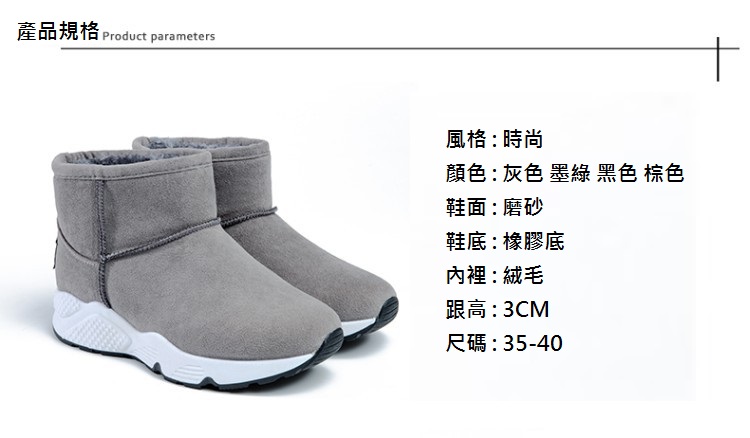 產品規格 Product parameters
風格 : 時尚
顏色 : 灰色 墨綠 黑色 棕色
鞋面 : 磨砂
鞋底 : 橡膠底
內裡 : 絨毛
跟高 : 3CM
尺碼 : 35-40